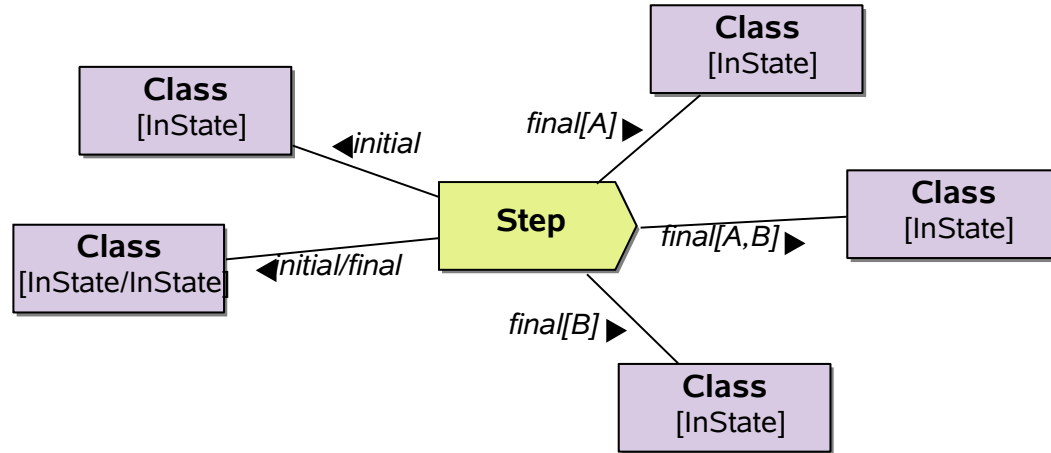 Class
[InState]
Class
[InState]
final[A] ▶
◀initial
Class
[InState]
Step
final[A,B] ▶
Class
[InState/InState]
◀initial/final
final[B] ▶
Class
[InState]